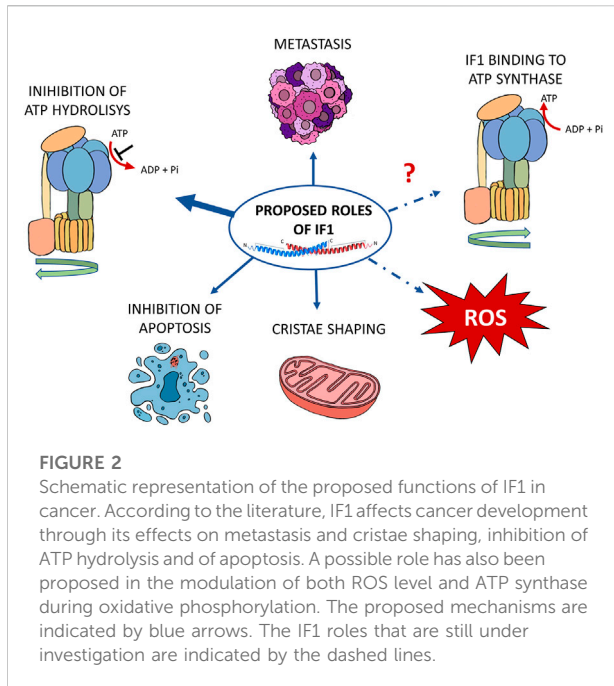 METASTASIS
IF1 BINDING TO
ATP SYNTHASE
INIHIBITION OF
ATP HYDROLISYS
ATP
ADP + Pi
ATP
ADP + Pi
?
PROPOSED ROLES
OF IF1
N
C
C
N
INHIBITION OF
APOPTOSIS
CRISTAE SHAPING
ROS
FIGURE 2
Schematic representation of the proposed functions of IF1 in
cancer. According to the literature, IF1 affects cancer development
through its effects on metastasis and cristae shaping, inhibition of
ATP hydrolysis and of apoptosis. A possible role has also been
proposed in the modulation of both ROS level and ATP synthase
during oxidative phosphorylation. The proposed mechanisms are
indicated by blue arrows. The IF1 roles that are still under
investigation are indicated by the dashed lines.